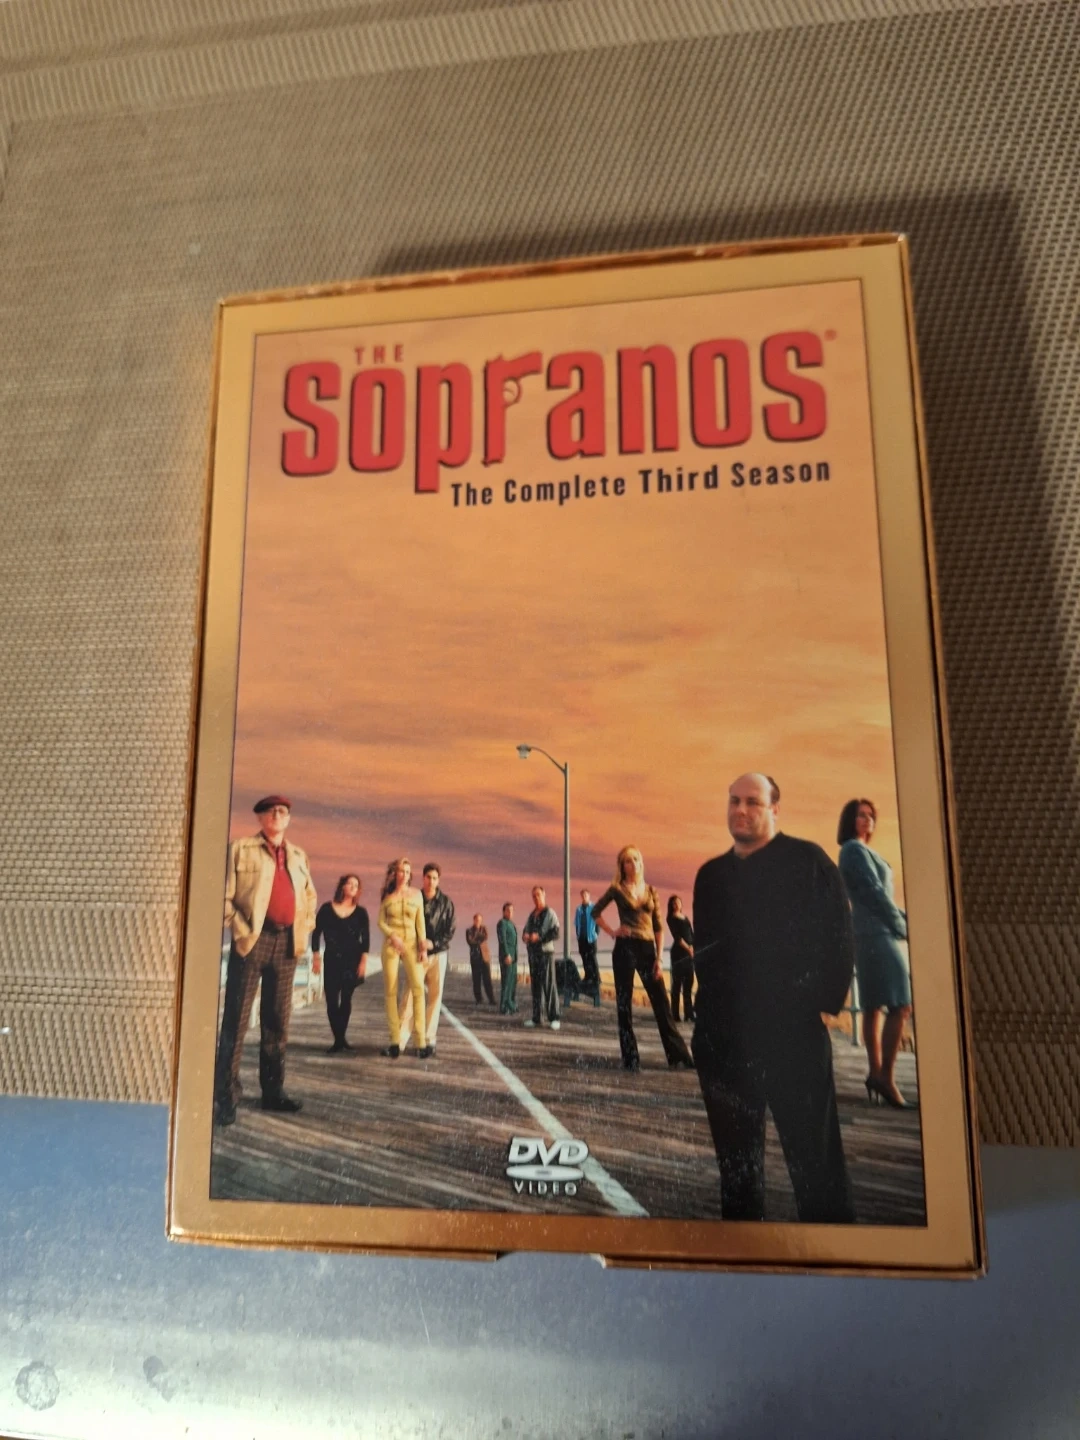 THE
Sopranos®
The Complete Third Season
DVD
VIDEO